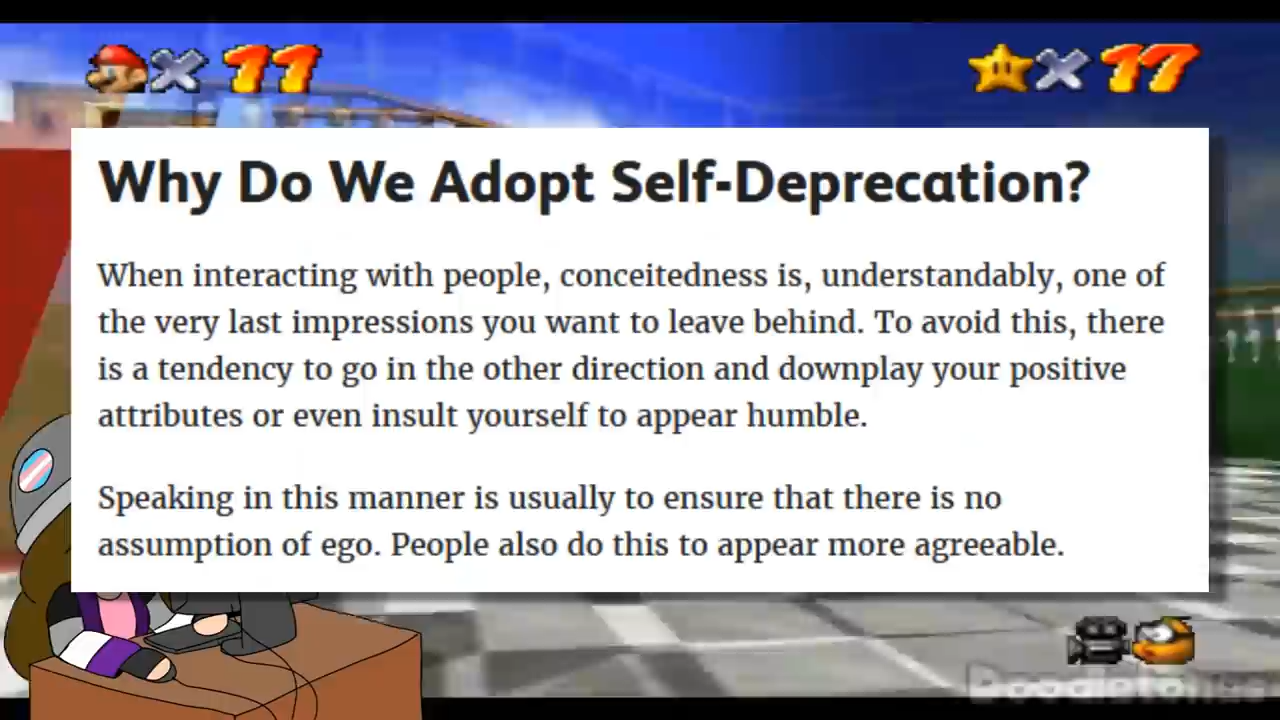 × 11
× 17
Why Do We Adopt Self-Deprecation?
When interacting with people, conceitedness is, understandably, one of
the very last impressions you want to leave behind. To avoid this, there
is a tendency to go in the other direction and downplay your positive
attributes or even insult yourself to appear humble.
Speaking in this manner is usually to ensure that there is no
assumption of ego. People also do this to appear more agreeable.